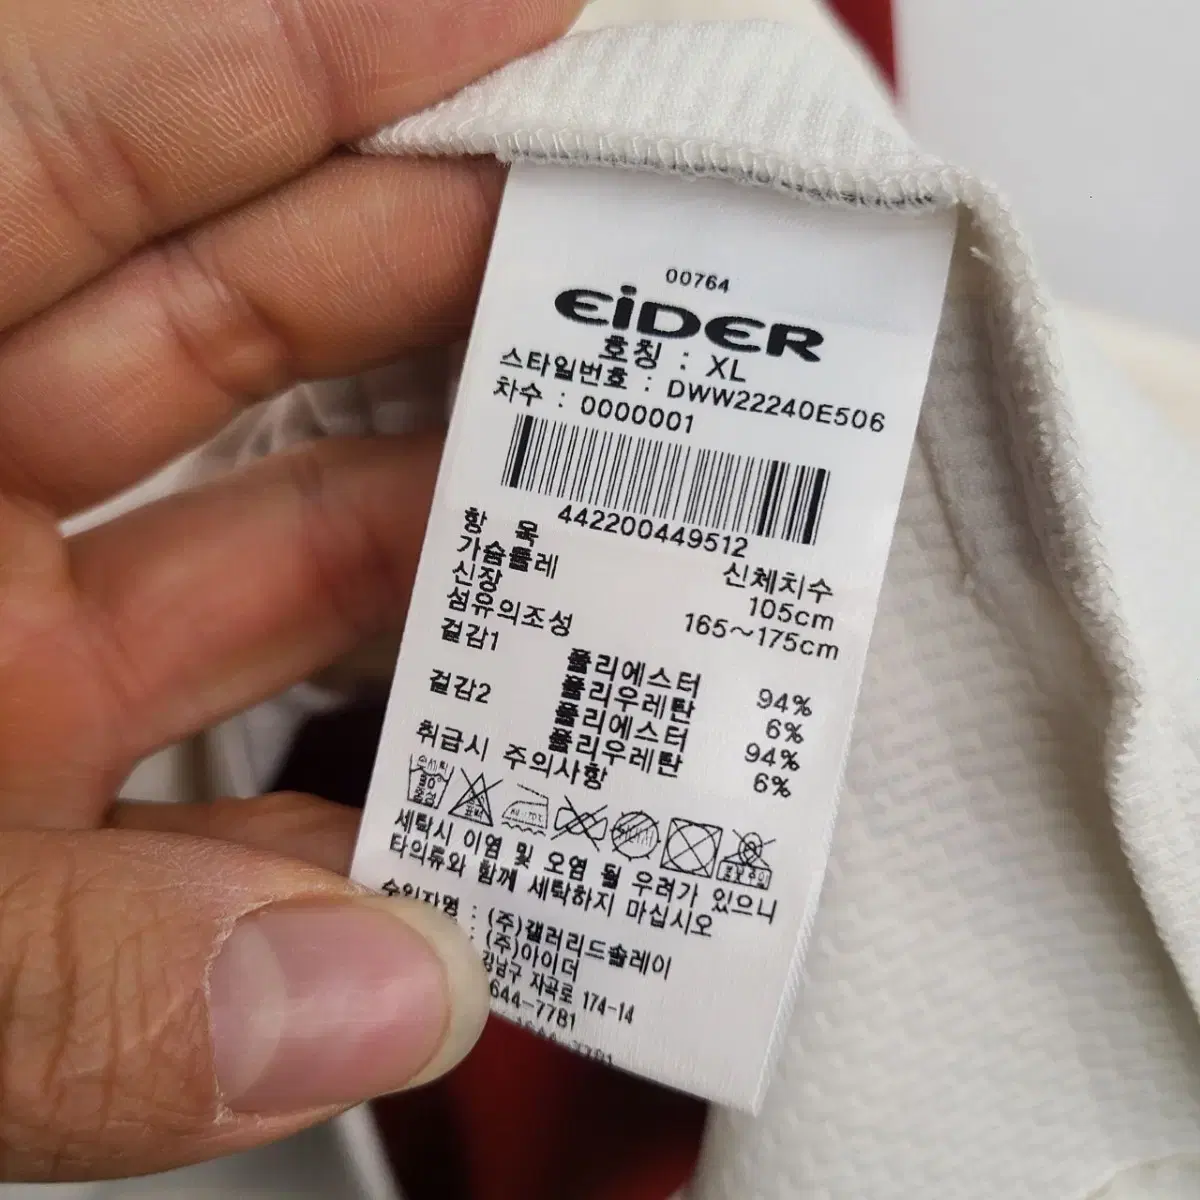 00764
EiDER
호칭 : XL
스타일번호 : DWW22240E506
차수 : 0000001
442200449512
항 목 신체치수
가슴둘레 105cm
신장 165~175cm
섬유의조성
겉감1 폴리에스터 94%
폴리우레탄 6%
겉감2 폴리에스터 94%
폴리우레탄 6%
취급시 주의사항
세탁시 이염 및 오염 될 우려가 있으니
타의류와 함께 세탁하지 마십시오
수입자명 : (주)갤러리드솔레이
: (주)아이더
강남구 자곡로 174-14
644-7781